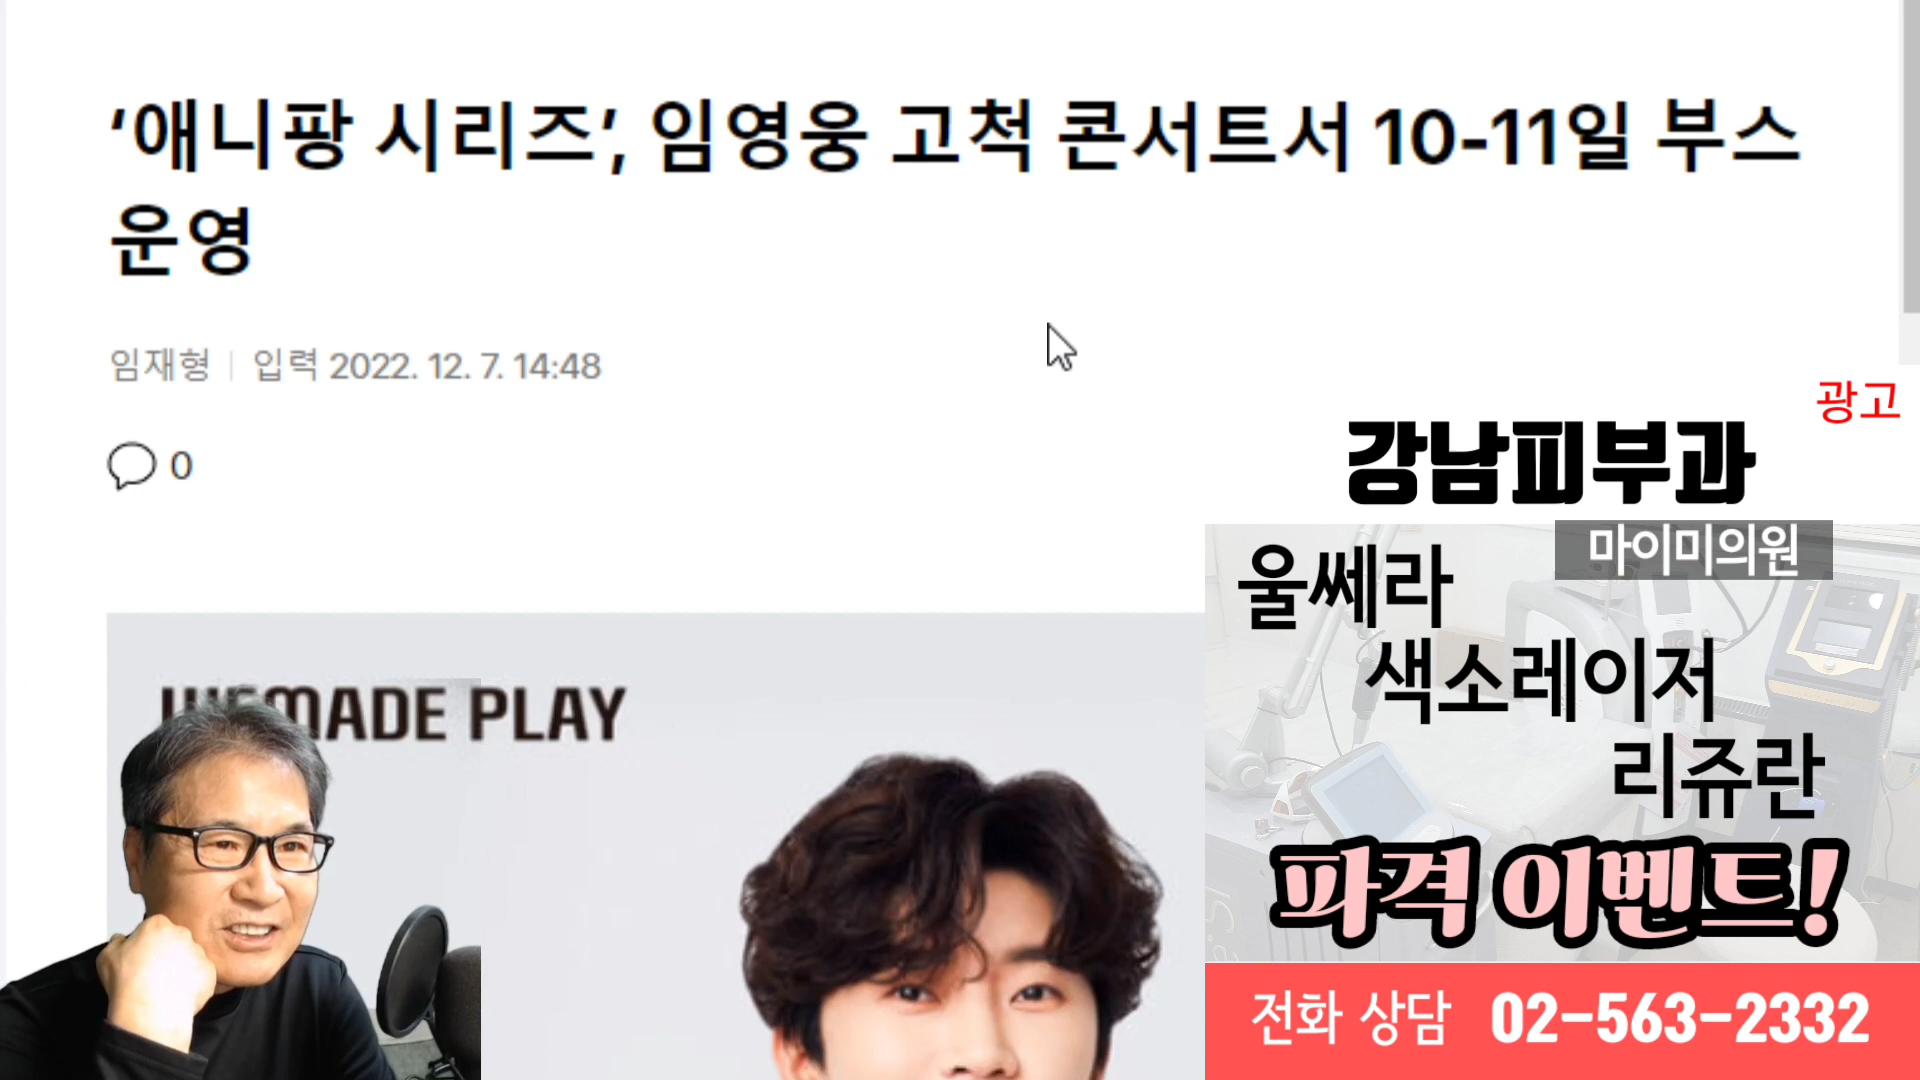 ‘애니팡 시리즈’, 임영웅 고척 콘서트서 10-11일 부스
운영
임재형 | 입력 2022. 12. 7. 14:48
0
WEMADE PLAY
광고
강남피부과
마이미의원
울쎄라
색소레이저
리쥬란
파격 이벤트!
전화 상담 02-563-2332